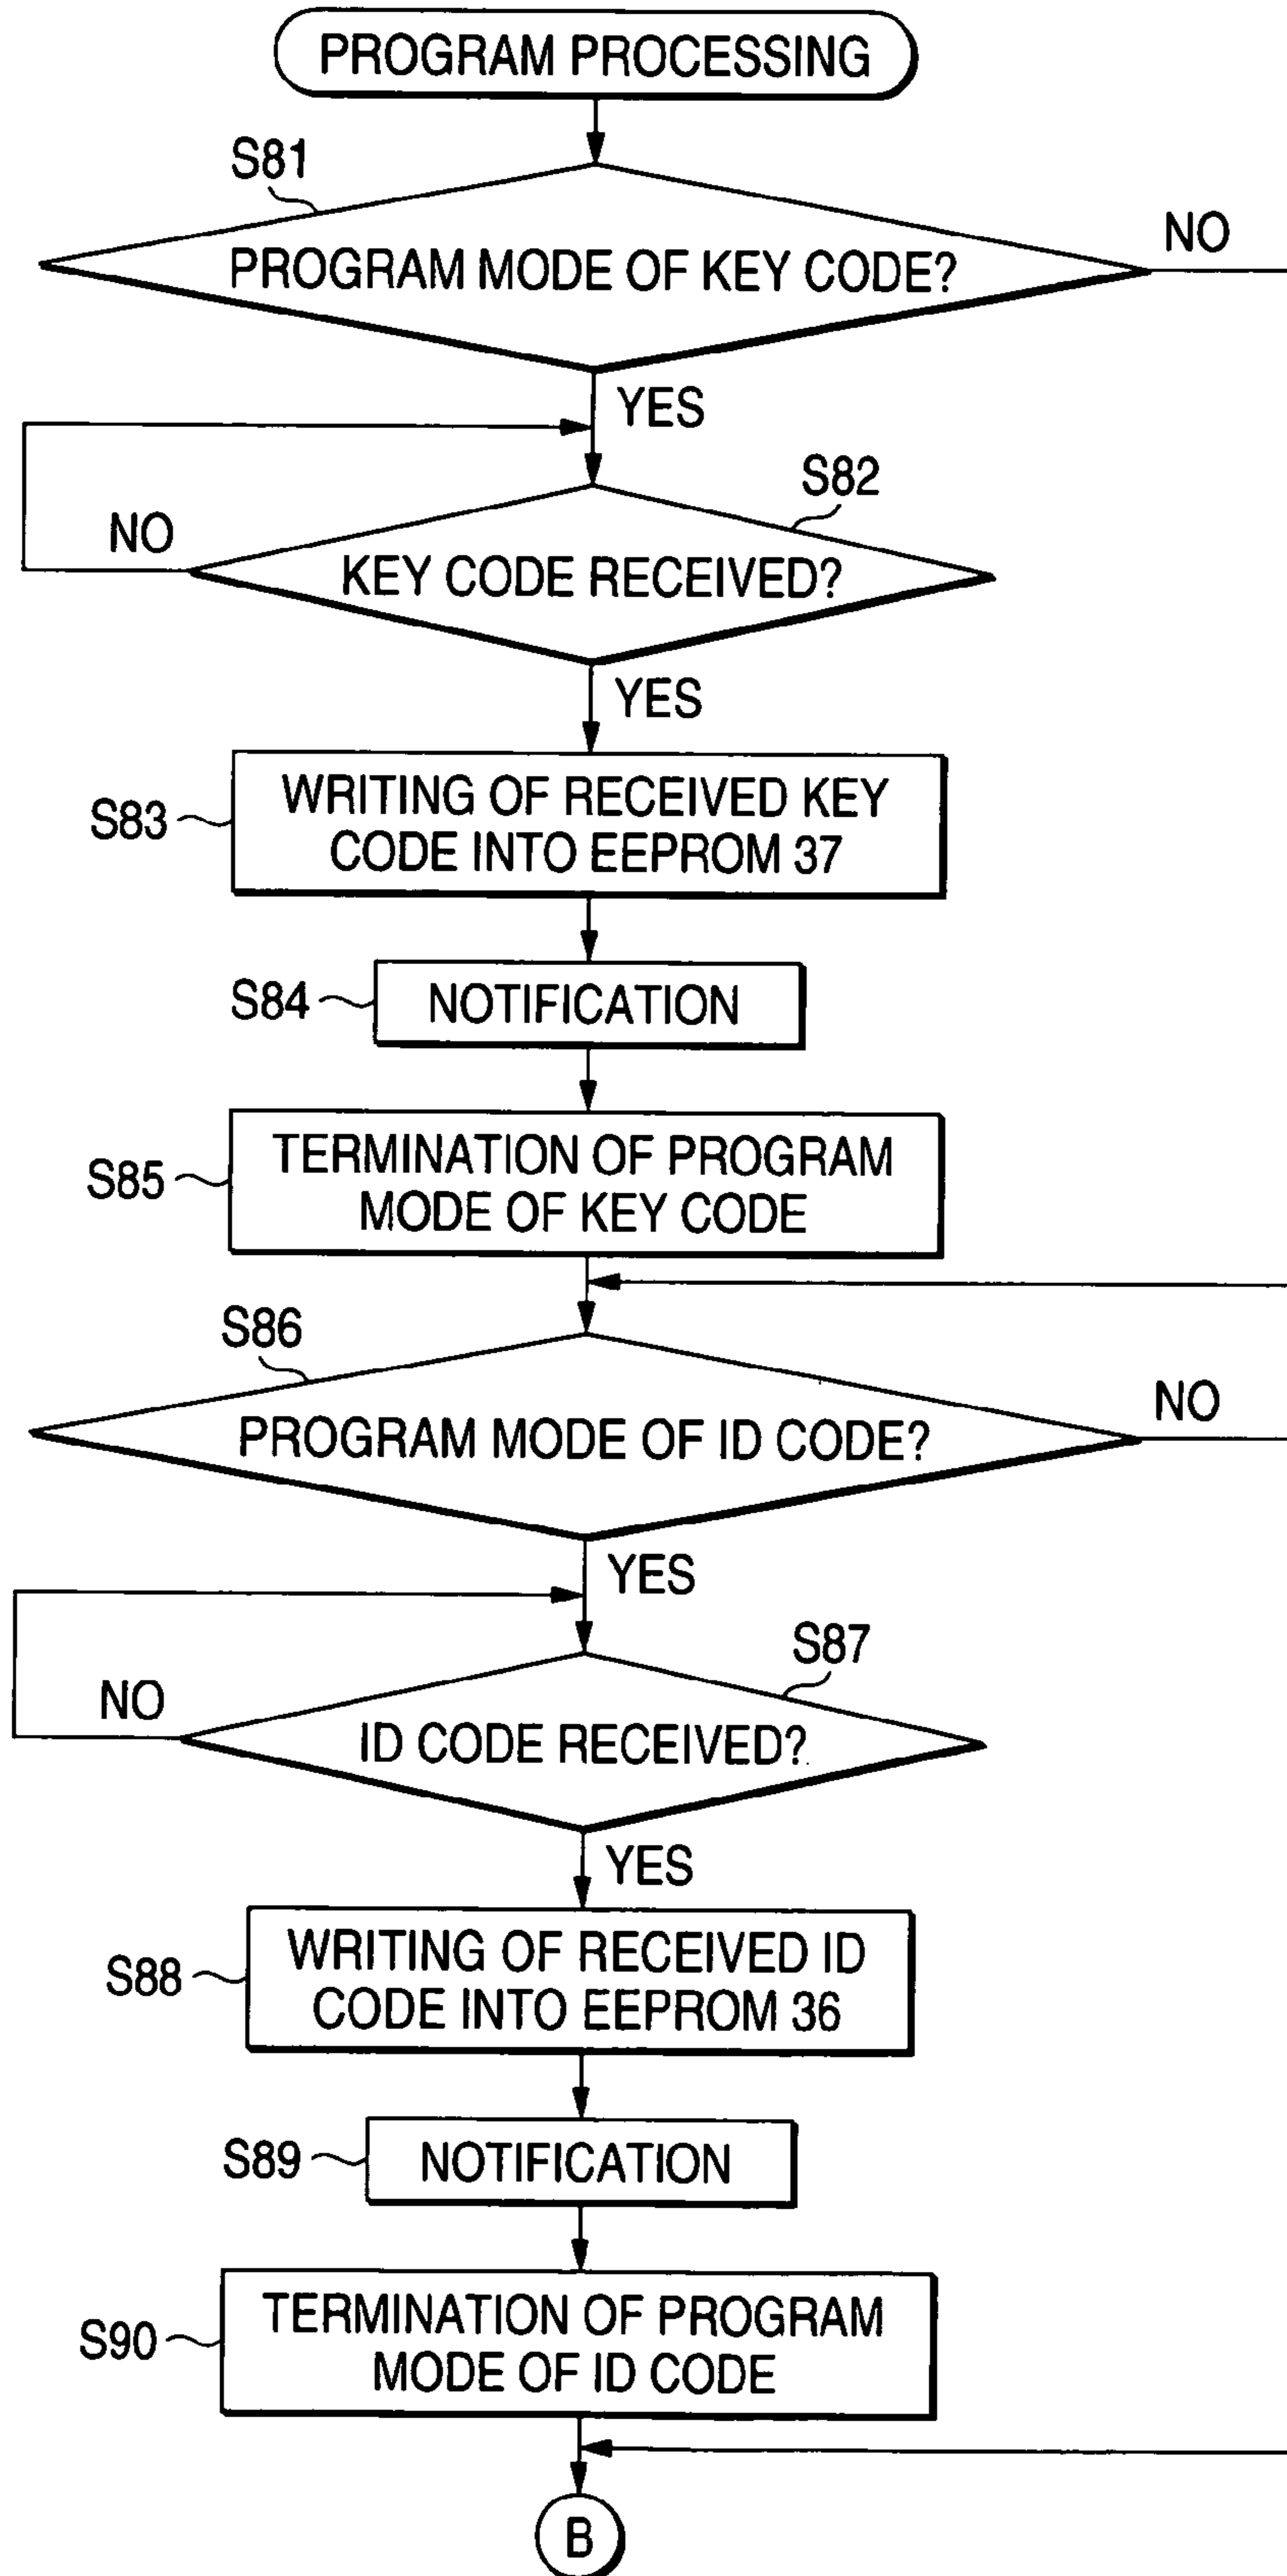 PROGRAM PROCESSING
S81
NO
PROGRAM MODE OF KEY CODE?
YES
S82
NO
KEY CODE RECEIVED?
YES
S83
WRITING OF RECEIVED KEY
CODE INTO EEPROM 37
S84
NOTIFICATION
S85
TERMINATION OF PROGRAM
MODE OF KEY CODE
S86
NO
PROGRAM MODE OF ID CODE?
YES
S87
NO
ID CODE RECEIVED?
YES
S88
WRITING OF RECEIVED ID
CODE INTO EEPROM 36
S89
NOTIFICATION
S90
TERMINATION OF PROGRAM
MODE OF ID CODE
B